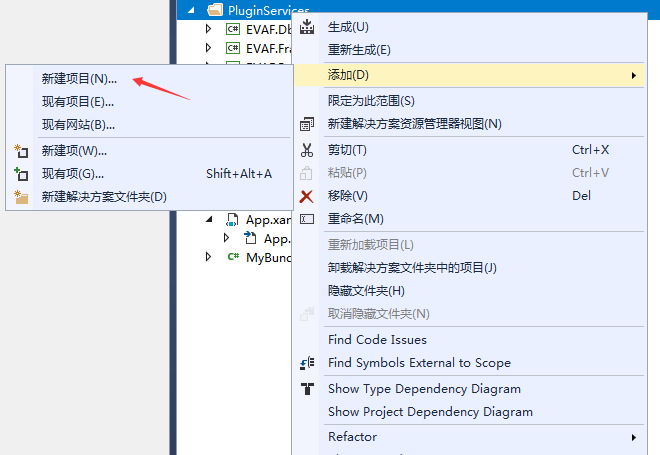 PluginServices
EVAF.Db
EVAF.Fra
App.xan
App.
MyBund
生成(U)
重新生成(E)
添加(D)
限定为此范围(S)
新建解决方案资源管理器视图(N)
剪切(T) Ctrl+X
粘贴(P) Ctrl+V
移除(V) Del
重命名(M)
重新加载项目(L)
卸载解决方案文件夹中的项目(J)
隐藏文件夹(H)
取消隐藏文件夹(N)
Find Code Issues
Find Symbols External to Scope
Show Type Dependency Diagram
Show Project Dependency Diagram
Refactor
新建项目(N)...
现有项目(E)...
现有网站(B)...
新建项(W)...
现有项(G)... Shift+Alt+A
新建解决方案文件夹(D)